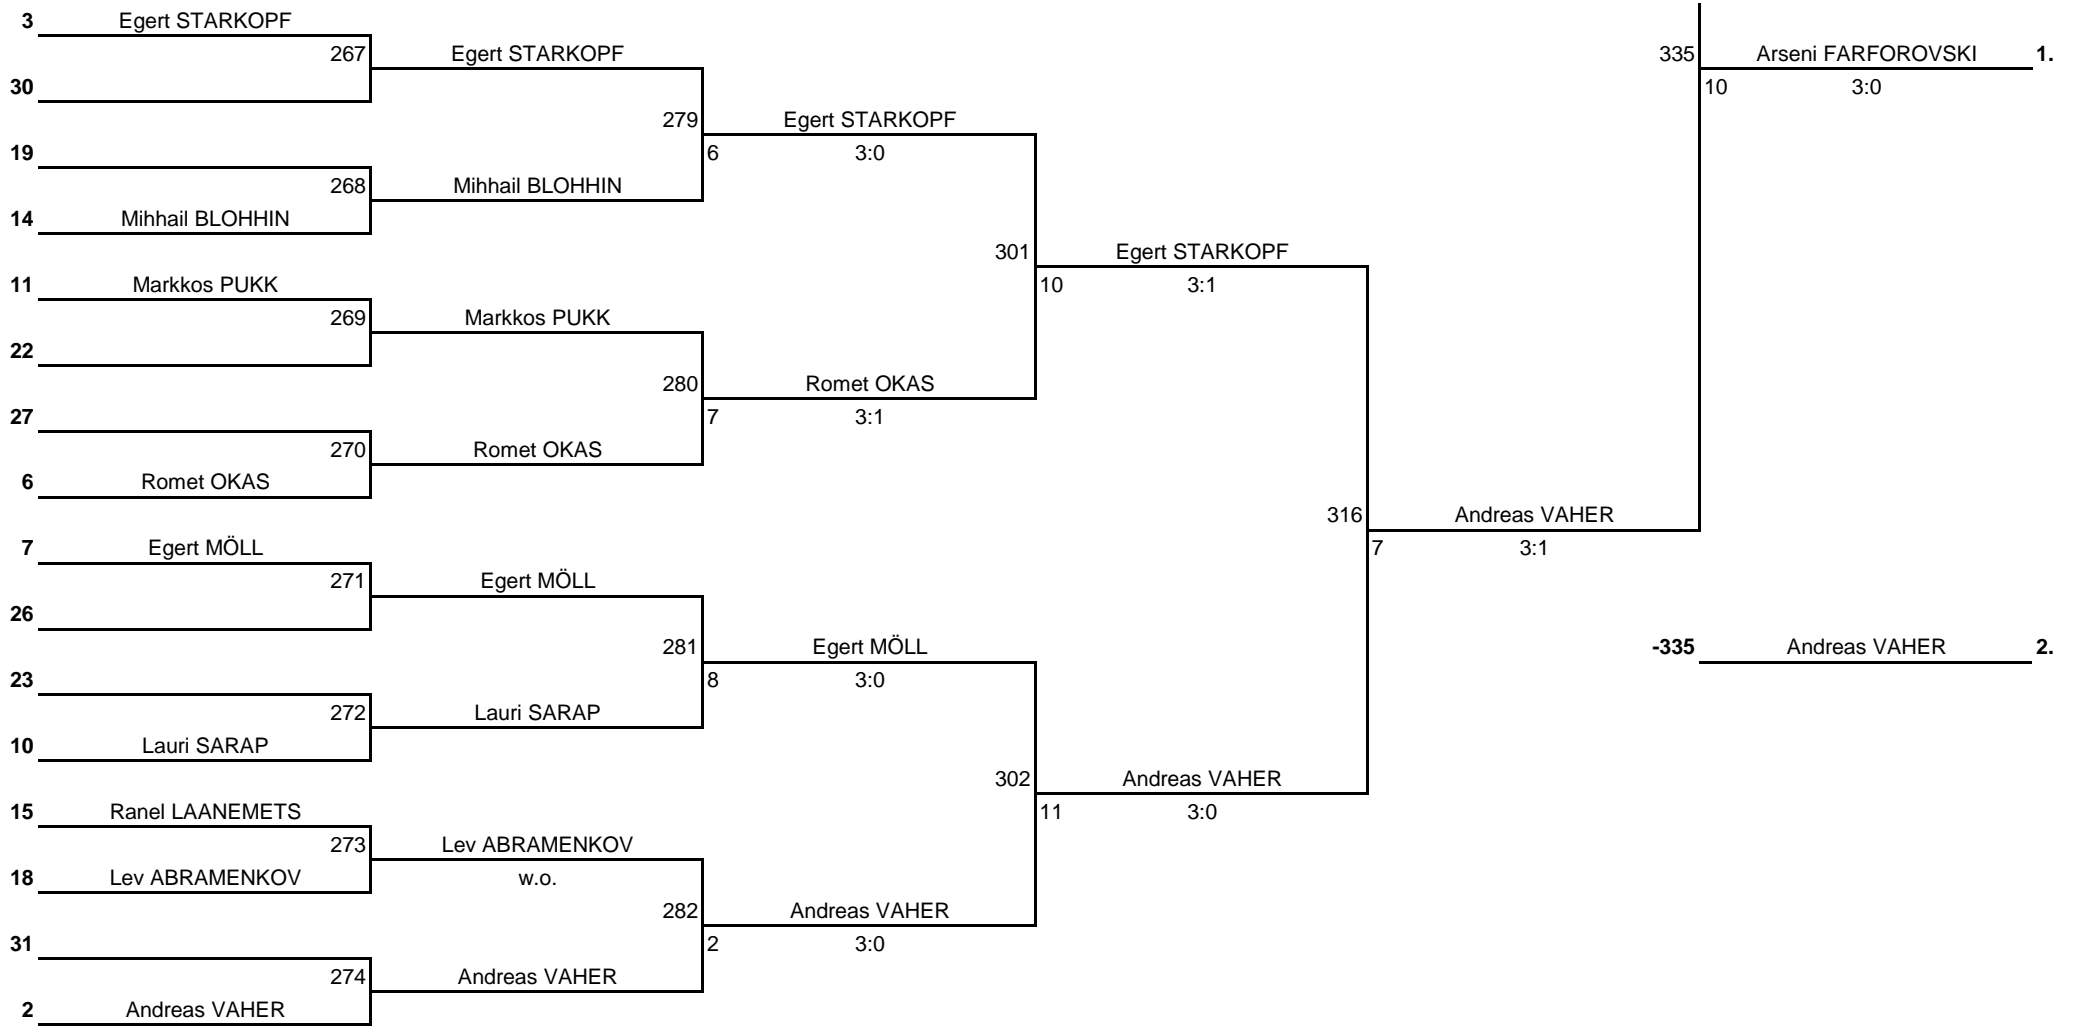 3 Egert STARKOPF
267 Egert STARKOPF 335 Arseni FARFOROVSKI 1.
30 10 3:0
279 Egert STARKOPF
19 6 3:0
268 Mihhail BLOHHIN
14 Mihhail BLOHHIN
301 Egert STARKOPF
11 Markkos PUKK 10 3:1
269 Markkos PUKK
22
280 Romet OKAS
27 7 3:1
270 Romet OKAS
6 Romet OKAS
316 Andreas VAHER
7 Egert MÖLL 7 3:1
271 Egert MÖLL
26
281 Egert MÖLL -335 Andreas VAHER 2.
23 8 3:0
272 Lauri SARAP
10 Lauri SARAP
302 Andreas VAHER
15 Ranel LAANEMETS 11 3:0
273 Lev ABRAMENKOV
18 Lev ABRAMENKOV w.o.
282 Andreas VAHER
31 2 3:0
274 Andreas VAHER
2 Andreas VAHER